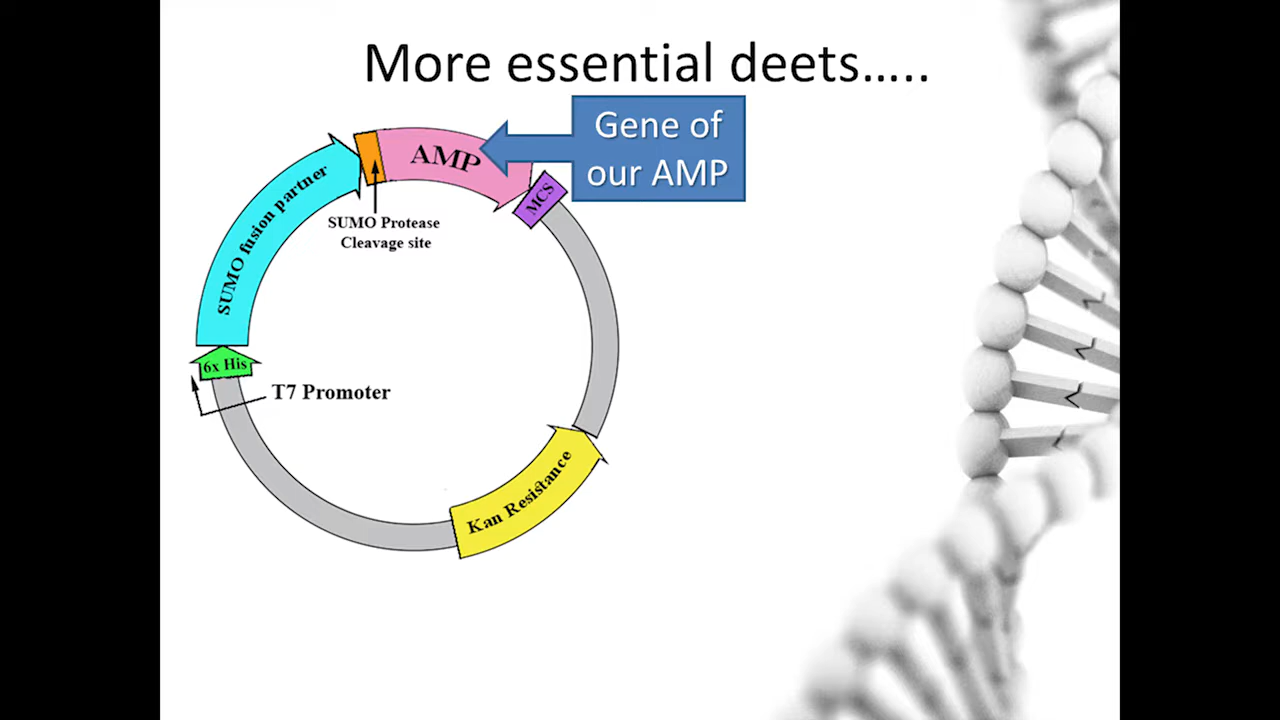 More essential deets.....
Gene of
our AMP
AMP
MCS
SUMO fusion partner
SUMO Protease
Cleavage site
6x His
T7 Promoter
Kan Resistance